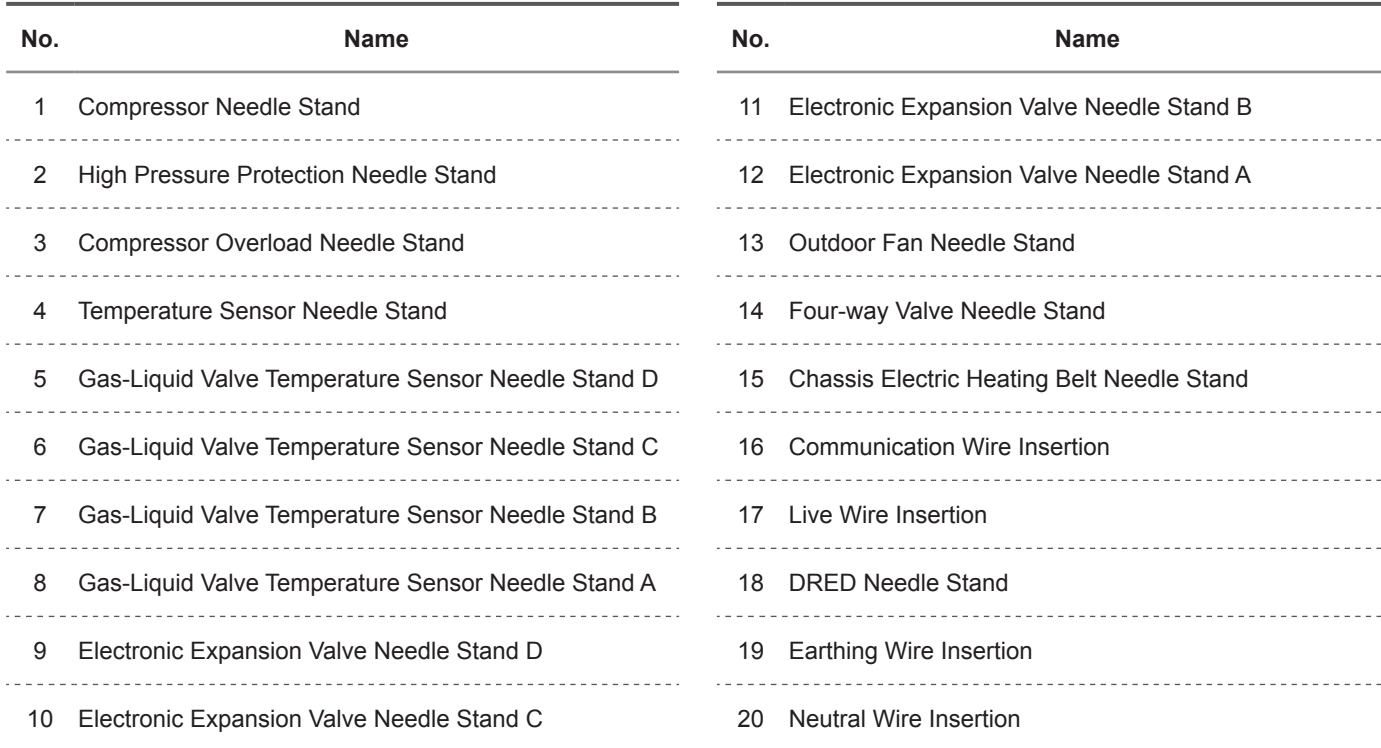 No. Name
1 Compressor Needle Stand
2 High Pressure Protection Needle Stand
3 Compressor Overload Needle Stand
4 Temperature Sensor Needle Stand
5 Gas-Liquid Valve Temperature Sensor Needle Stand D
6 Gas-Liquid Valve Temperature Sensor Needle Stand C
7 Gas-Liquid Valve Temperature Sensor Needle Stand B
8 Gas-Liquid Valve Temperature Sensor Needle Stand A
9 Electronic Expansion Valve Needle Stand D
10 Electronic Expansion Valve Needle Stand C
No. Name
11 Electronic Expansion Valve Needle Stand B
12 Electronic Expansion Valve Needle Stand A
13 Outdoor Fan Needle Stand
14 Four-way Valve Needle Stand
15 Chassis Electric Heating Belt Needle Stand
16 Communication Wire Insertion
17 Live Wire Insertion
18 DRED Needle Stand
19 Earthing Wire Insertion
20 Neutral Wire Insertion